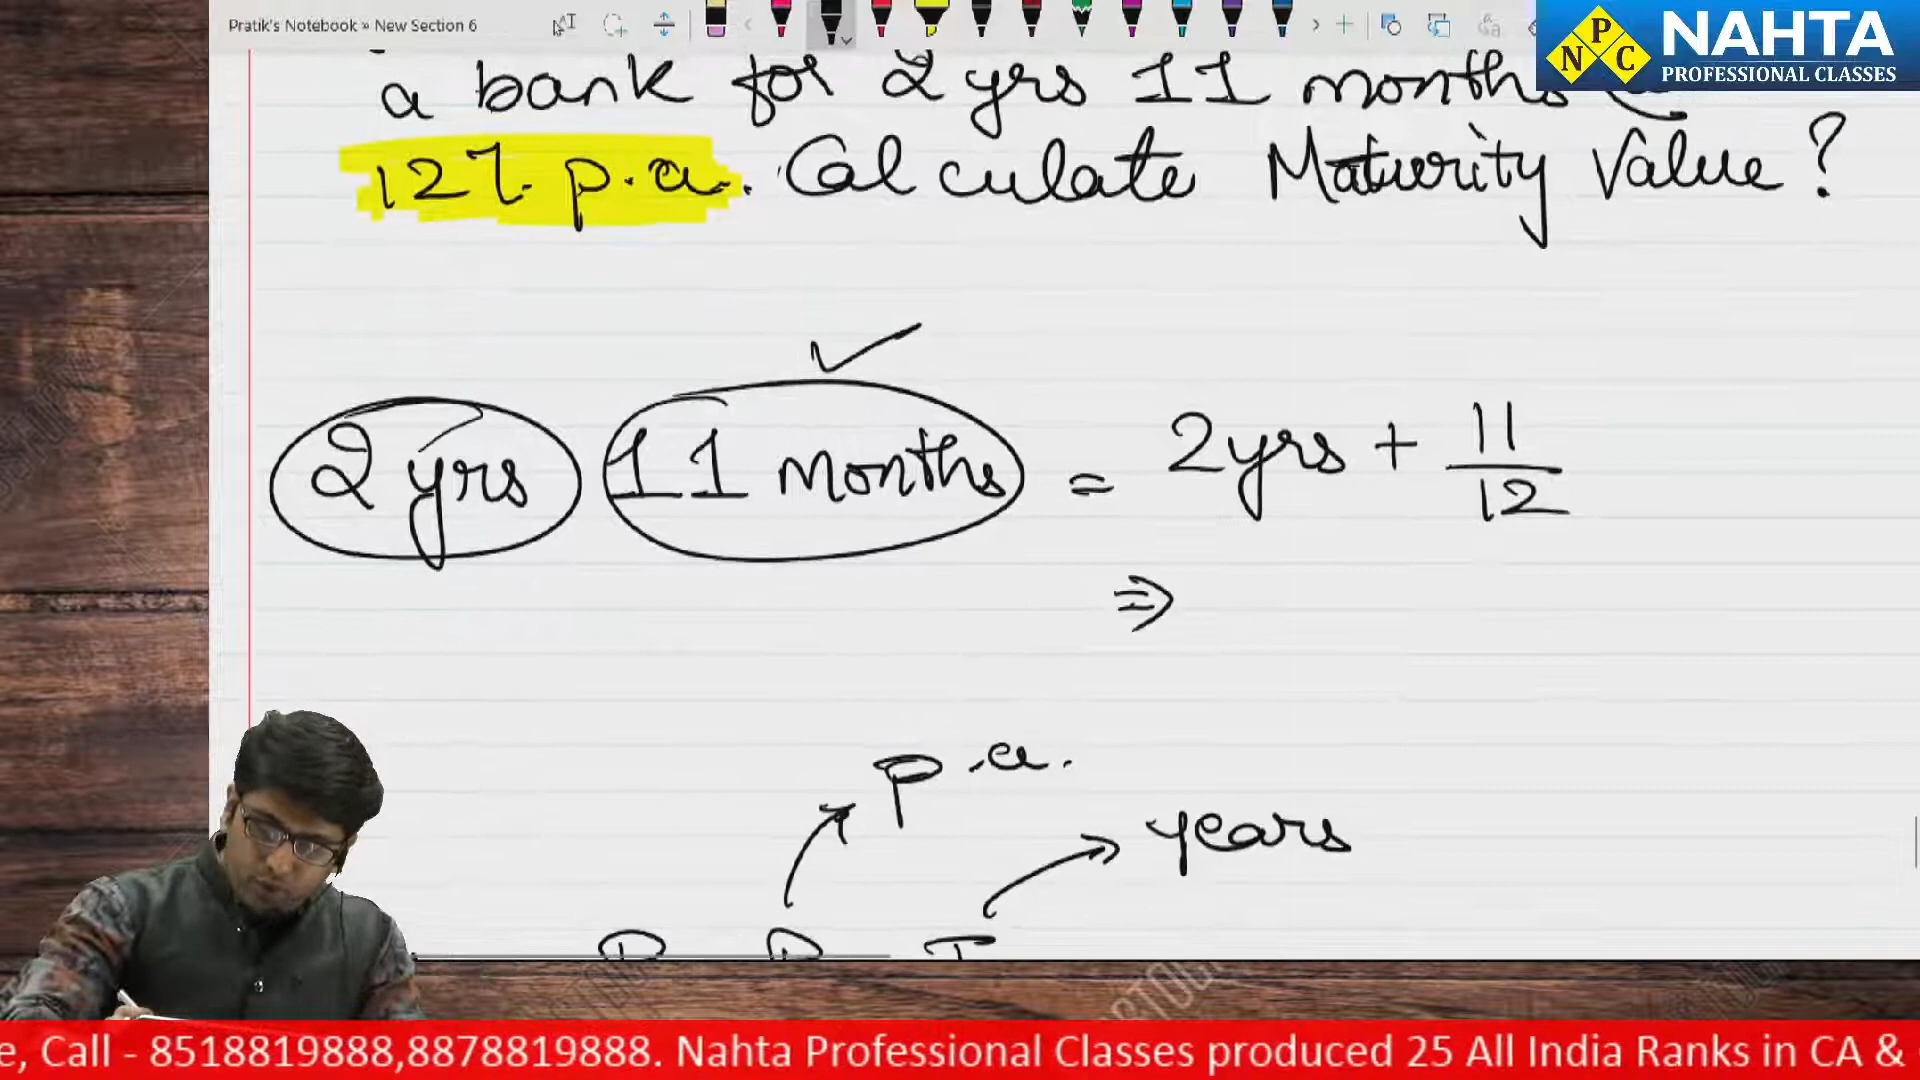 Pratik's Notebook » New Section 6
NPC
NAHTA
PROFESSIONAL CLASSES
a bank for 2 yrs 11 months
12% p.a. Calculate Maturity Value?
2 yrs 11 months = 2yrs + 11/12
⇒
p.a.
years
e, Call - 8518819888,8878819888. Nahta Professional Classes produced 25 All India Ranks in CA &